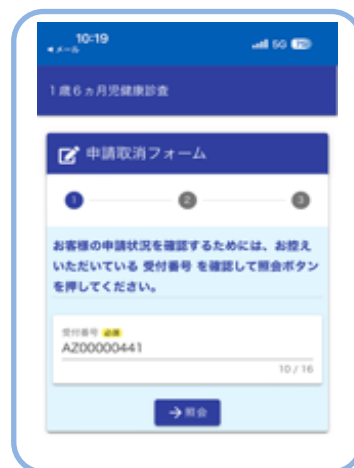 10:19
◀メール
5G 72
1歳6ヵ月児健康診査
申請取消フォーム
1 2 3
お客様の申請状況を確認するためには、お控え
いただいている 受付番号 を確認して照会ボタン
を押してください。
受付番号 必須
AZ00000441
10 / 16
→照会